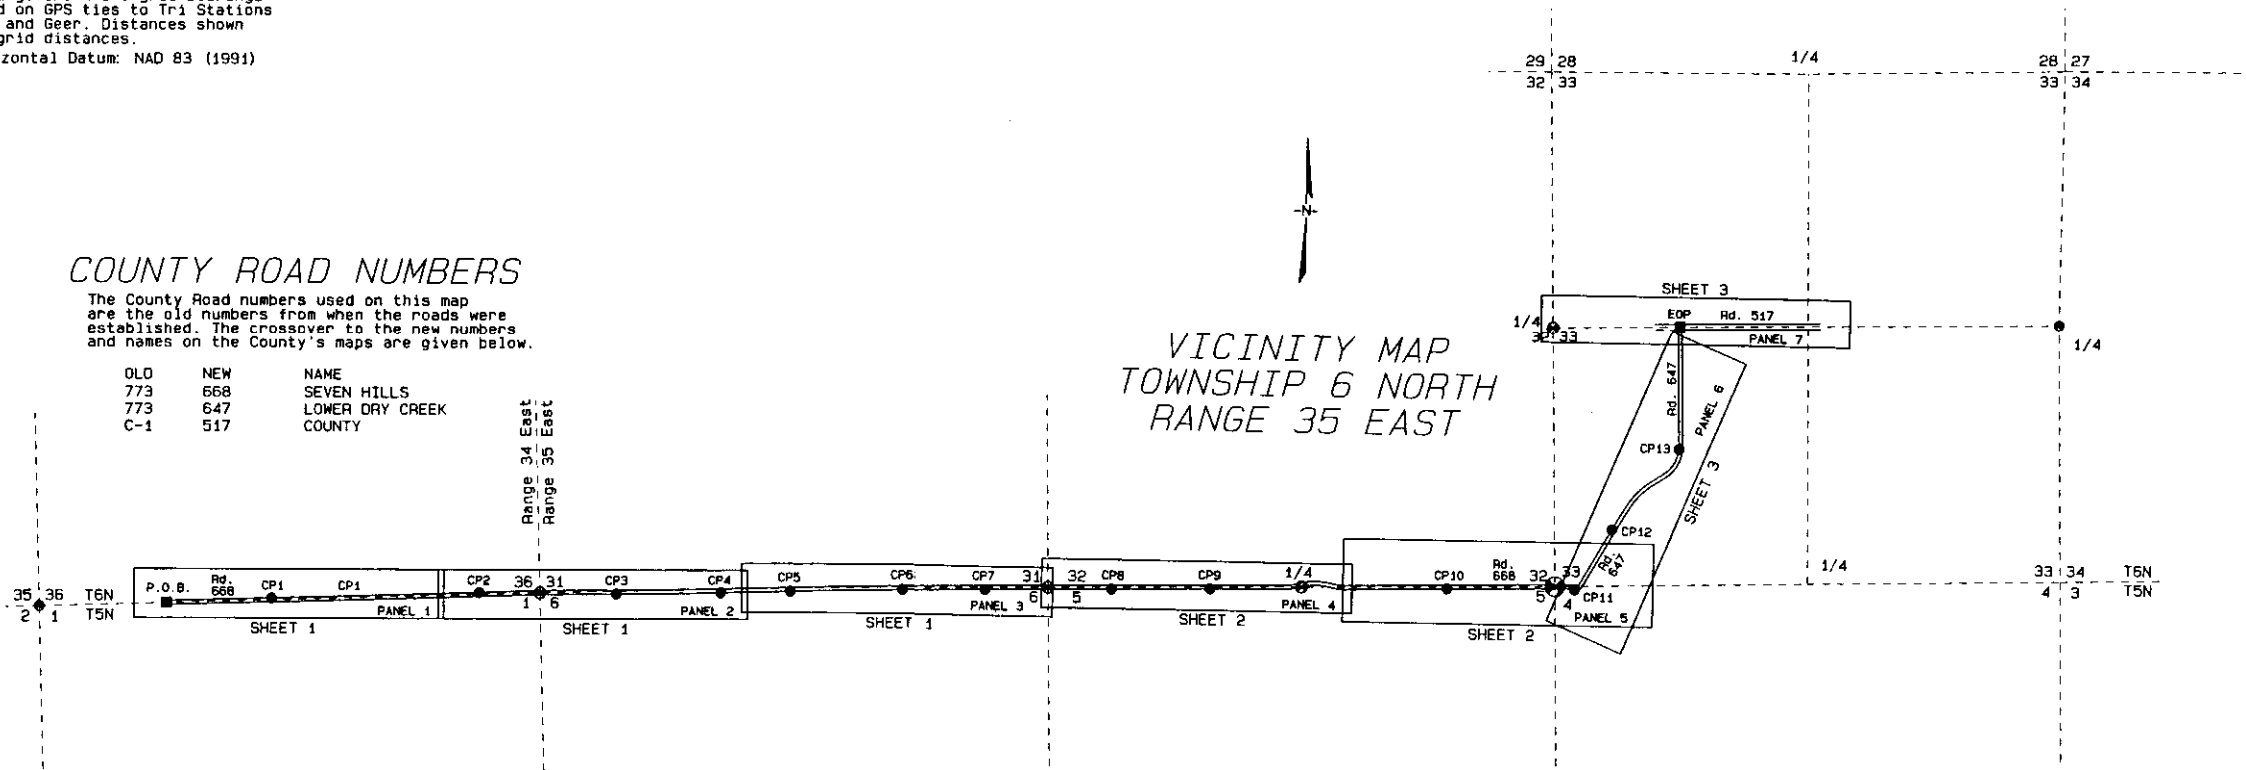 d on GPS ties to Tri Stations
and Geer. Distances shown
grid distances.
zontal Datum: NAD 83 (1991)
29 28 1/4 28 27
32 33 33 34
-N-
COUNTY ROAD NUMBERS
The County Road numbers used on this map
are the old numbers from when the roads were
established. The crossover to the new numbers
and names on the County's maps are given below.
OLD NEW NAME
773 668 SEVEN HILLS
773 647 LOWER DRY CREEK
C-1 517 COUNTY
VICINITY MAP
TOWNSHIP 6 NORTH
RANGE 35 EAST
SHEET 3
EOP Rd. 517
1/4
33
PANEL 7
1/4
Rd. 647
PANEL 6
SHEET 3
CP13
CP12
Rd. 647
Range 34 East
Range 35 East
35 36 T6N
2 1 T5N
P.O.B. Rd. 668 CP1 CP1
PANEL 1
SHEET 1
CP2 36 31 CP3 CP4
1 6 PANEL 2
SHEET 1
CP5 CP6 CP7 31
6
PANEL 3
SHEET 1
32 CP8 CP9 1/4
5
PANEL 4
SHEET 2
CP10 Rd. 668 32 33
5 4 CP11
PANEL 5
SHEET 2
1/4
33 34 T6N
4 3 T5N